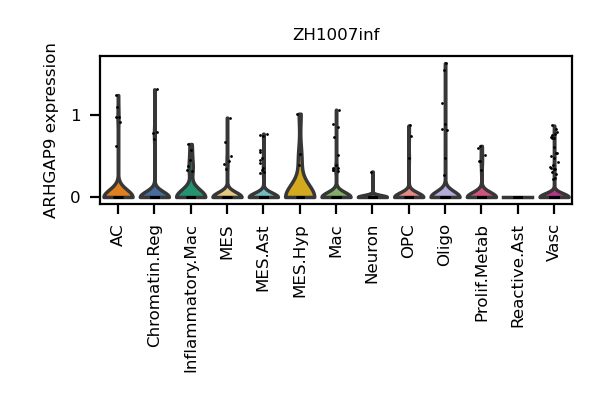 ZH1007inf
ARHGAP9 expression
1
0
AC
Chromatin.Reg
Inflammatory.Mac
MES
MES.Ast
MES.Hyp
Mac
Neuron
OPC
Oligo
Prolif.Metab
Reactive.Ast
Vasc